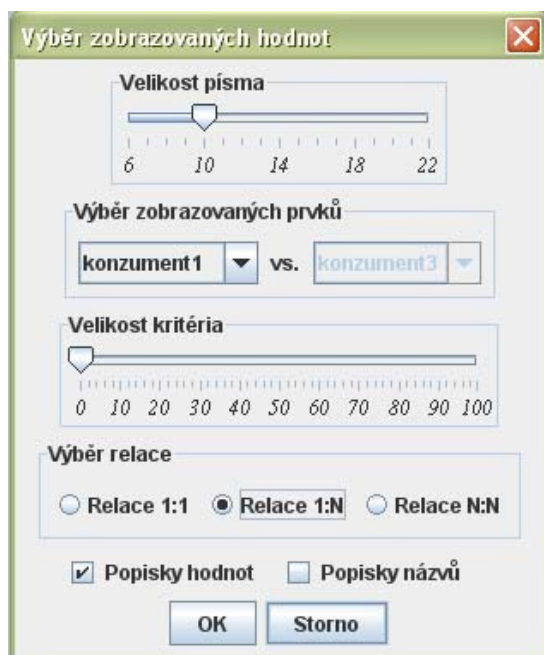 Výběr zobrazovaných hodnot
Velikost písma
6 10 14 18 22
Výběr zobrazovaných prvků
konzument1 vs. konzument3
Velikost kritéria
0 10 20 30 40 50 60 70 80 90 100
Výběr relace
Relace 1:1 Relace 1:N Relace N:N
Popisky hodnot Popisky názvů
OK Storno